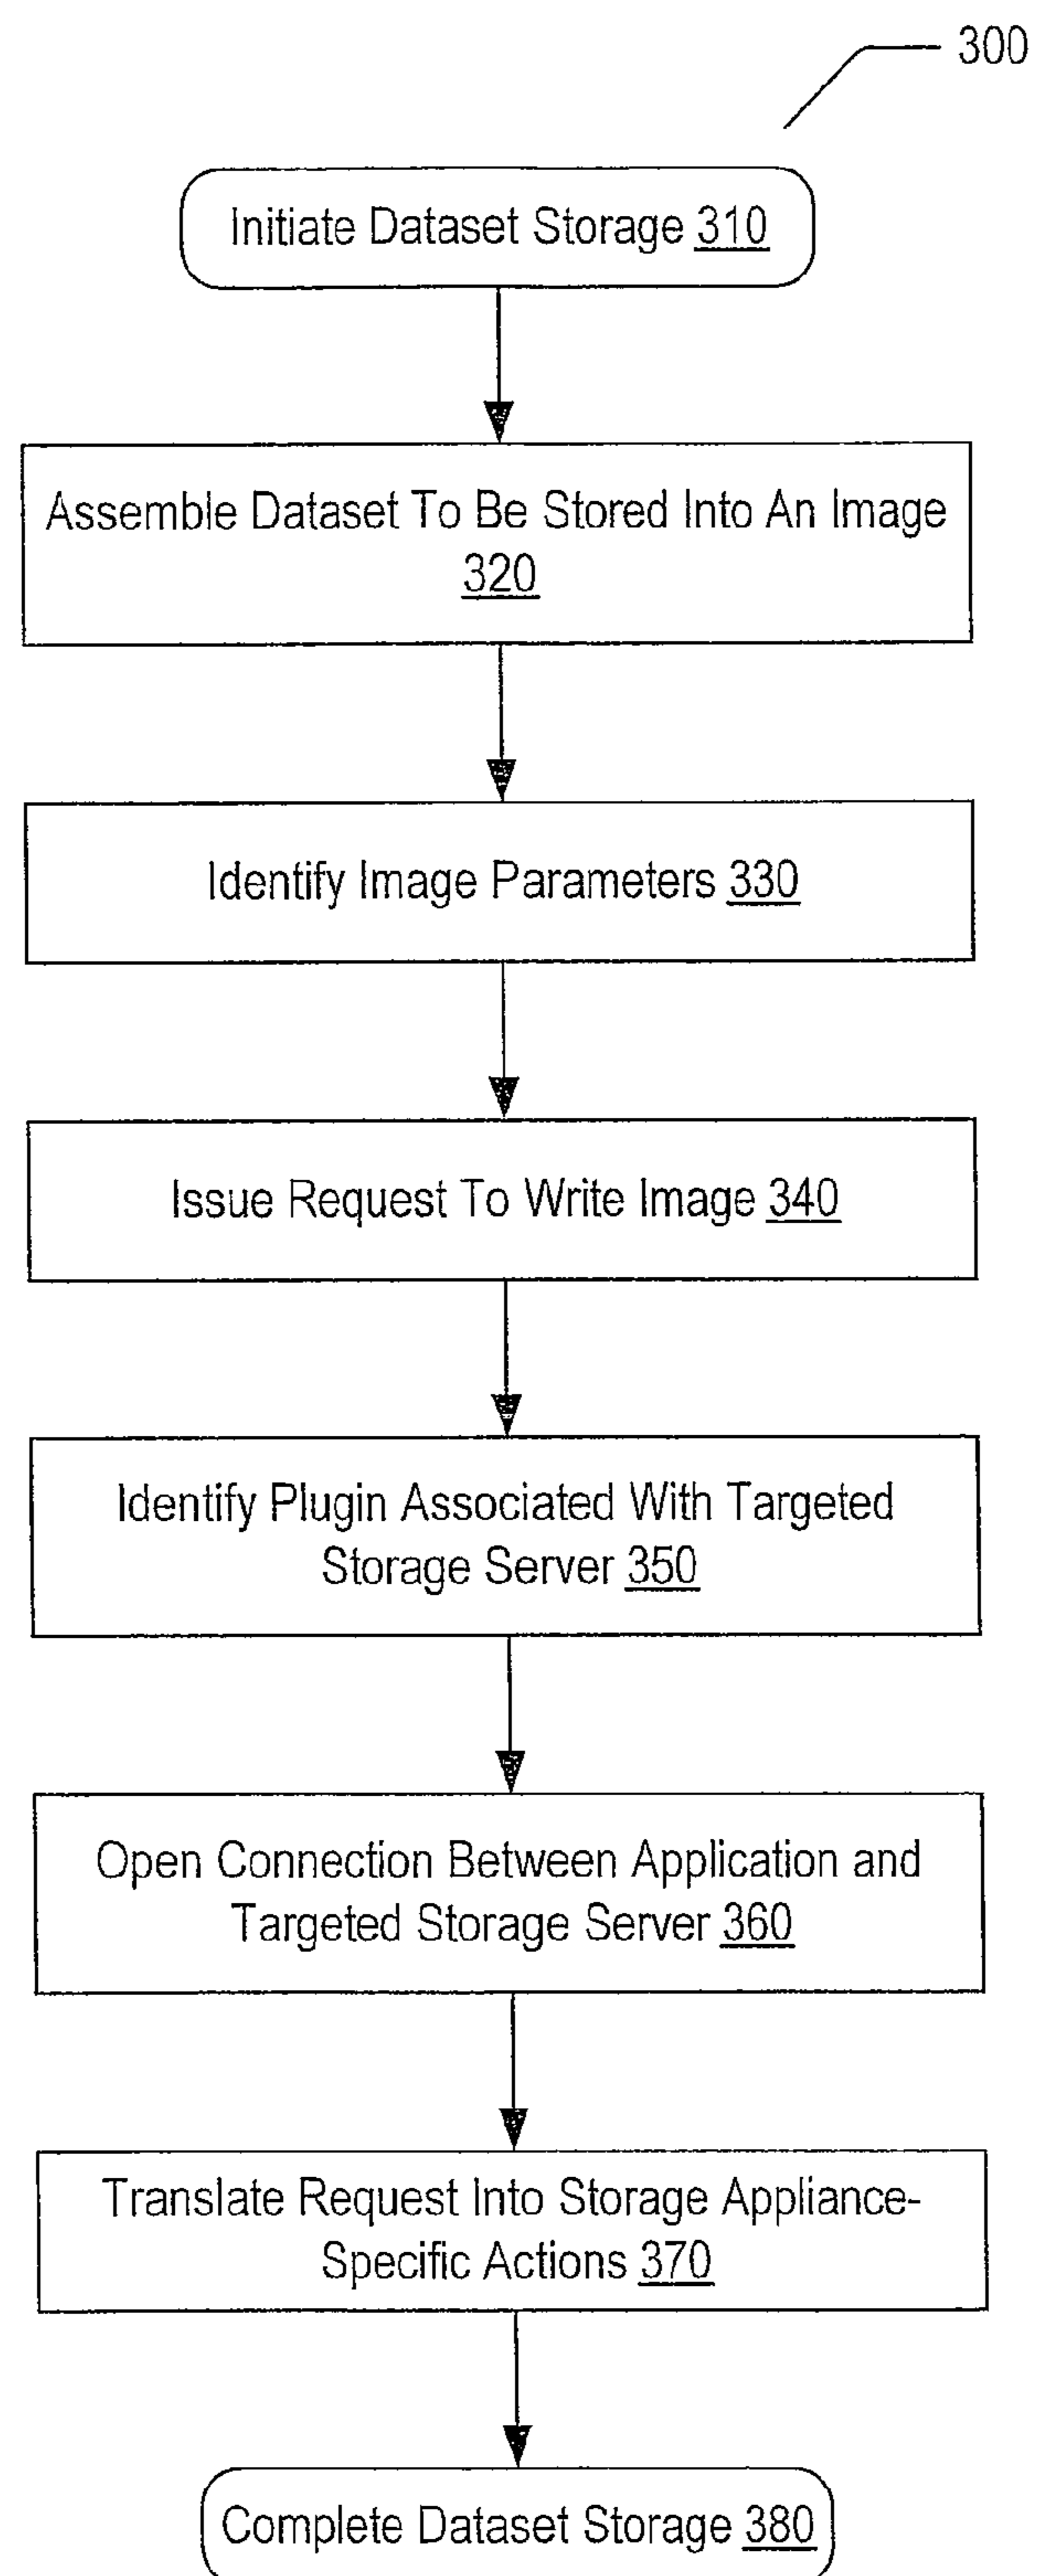 300
Initiate Dataset Storage 310
Assemble Dataset To Be Stored Into An Image
320
Identify Image Parameters 330
Issue Request To Write Image 340
Identify Plugin Associated With Targeted
Storage Server 350
Open Connection Between Application and
Targeted Storage Server 360
Translate Request Into Storage Appliance-
Specific Actions 370
Complete Dataset Storage 380